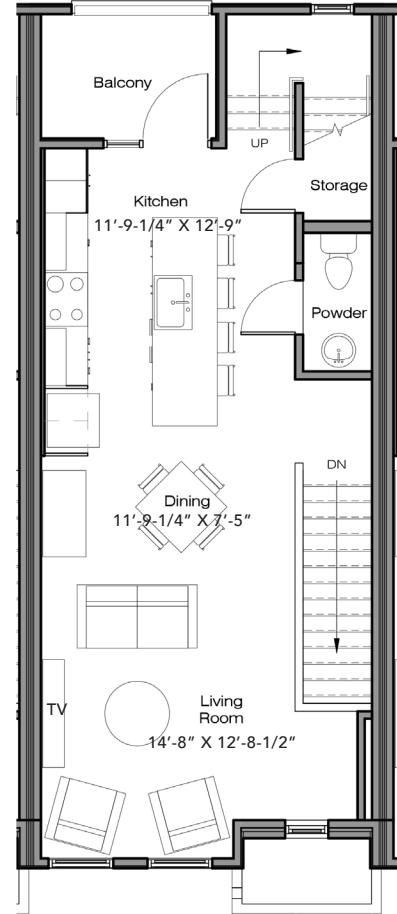 Balcony
UP
Kitchen
11'-9-1/4" X 12'-9"
Storage
Powder
DN
Dining
11'-9-1/4" X 7'-5"
TV
Living
Room
14'-8" X 12'-8-1/2"